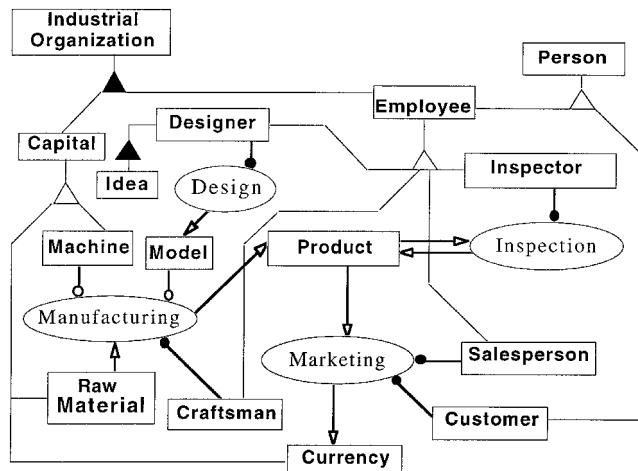 Industrial
Organization
Person
Employee
Designer
Capital
Idea
Design
Inspector
Machine
Model
Product
Inspection
Manufacturing
Marketing
Salesperson
Raw
Material
Craftsman
Customer
Currency